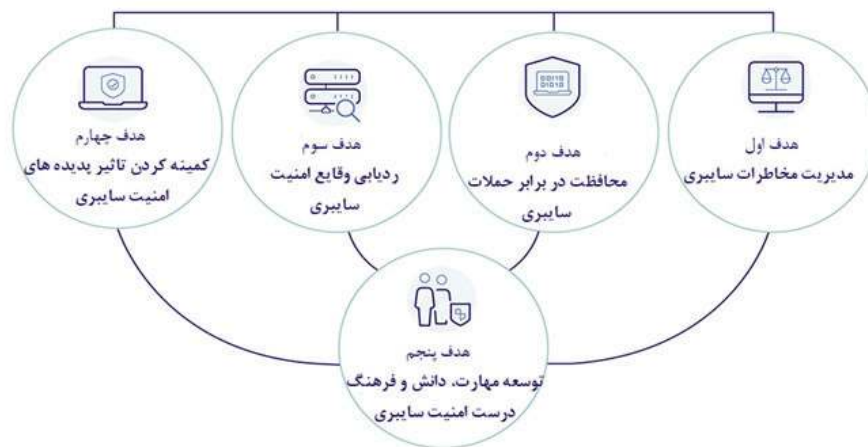 هدف اول
مدیریت مخاطرات سایبری
هدف دوم
محافظت در برابر حملات
سایبری
هدف سوم
ردیابی وقایع امنیت
سایبری
هدف چهارم
کمینه کردن تاثیر پدیده های
امنیت سایبری
هدف پنجم
توسعه مهارت، دانش و فرهنگ
درست امنیت سایبری